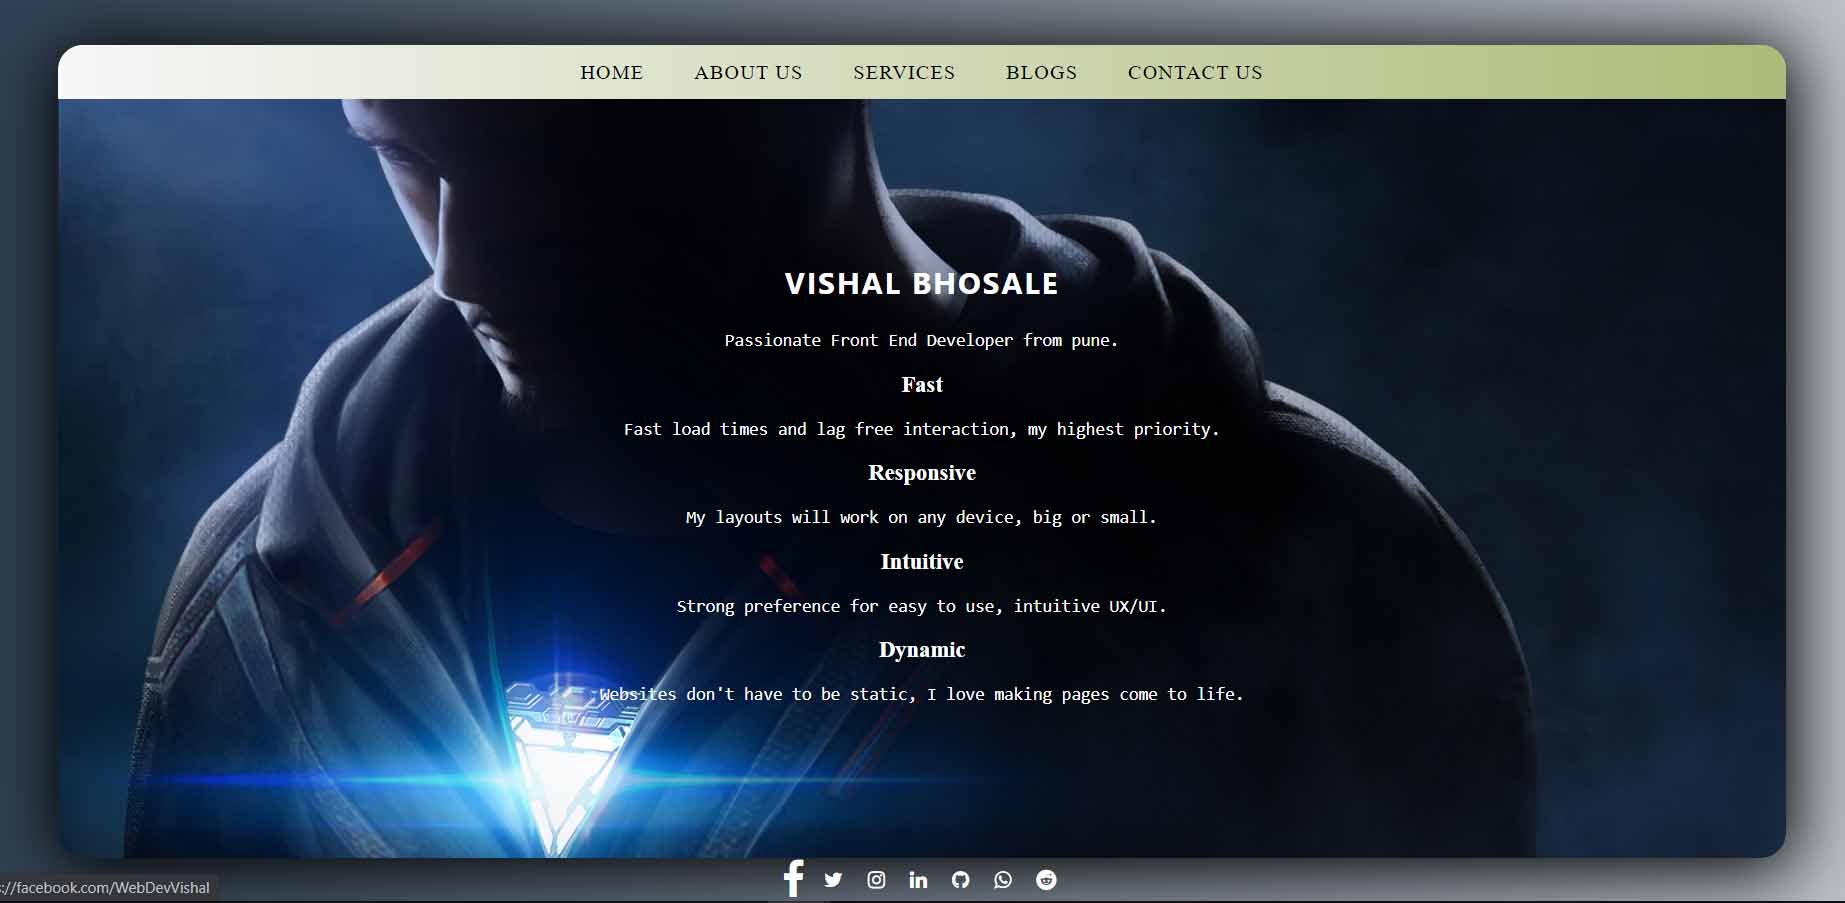 HOME ABOUT US SERVICES BLOGS CONTACT US
VISHAL BHOSALE
Passionate Front End Developer from pune.
Fast
Fast load times and lag free interaction, my highest priority.
Responsive
My layouts will work on any device, big or small.
Intuitive
Strong preference for easy to use, intuitive UX/UI.
Dynamic
Websites don't have to be static, I love making pages come to life.
://facebook.com/WebDevVishal